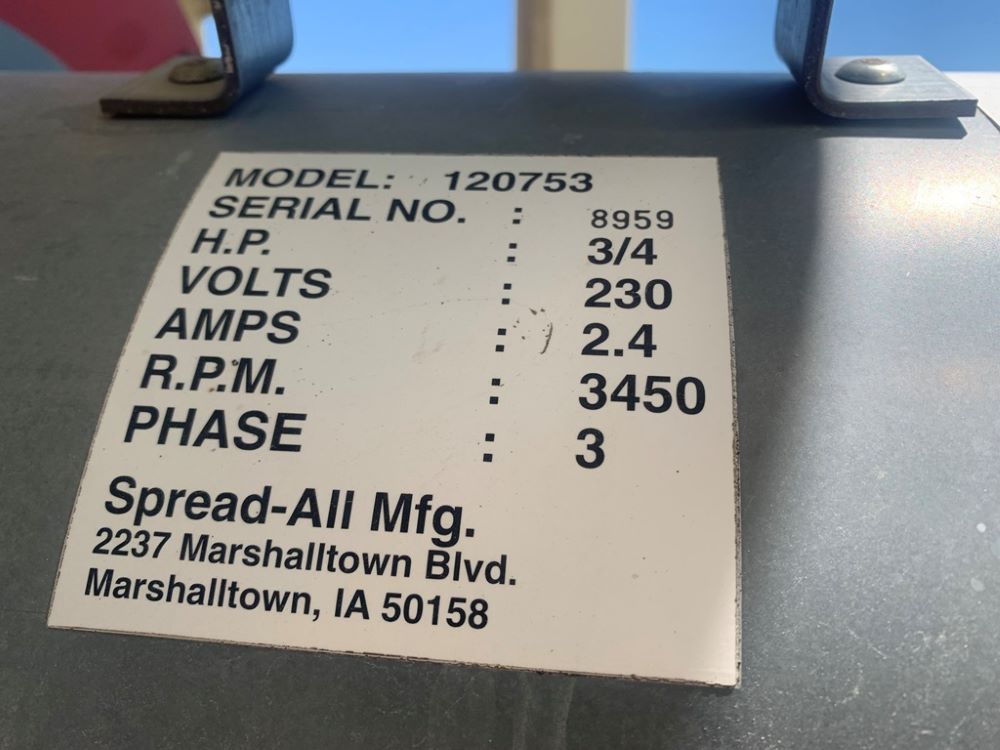 MODEL: 120753
SERIAL NO. : 8959
H.P. : 3/4
VOLTS : 230
AMPS : 2.4
R.P.M. : 3450
PHASE : 3
Spread-All Mfg.
2237 Marshalltown Blvd.
Marshalltown, IA 50158